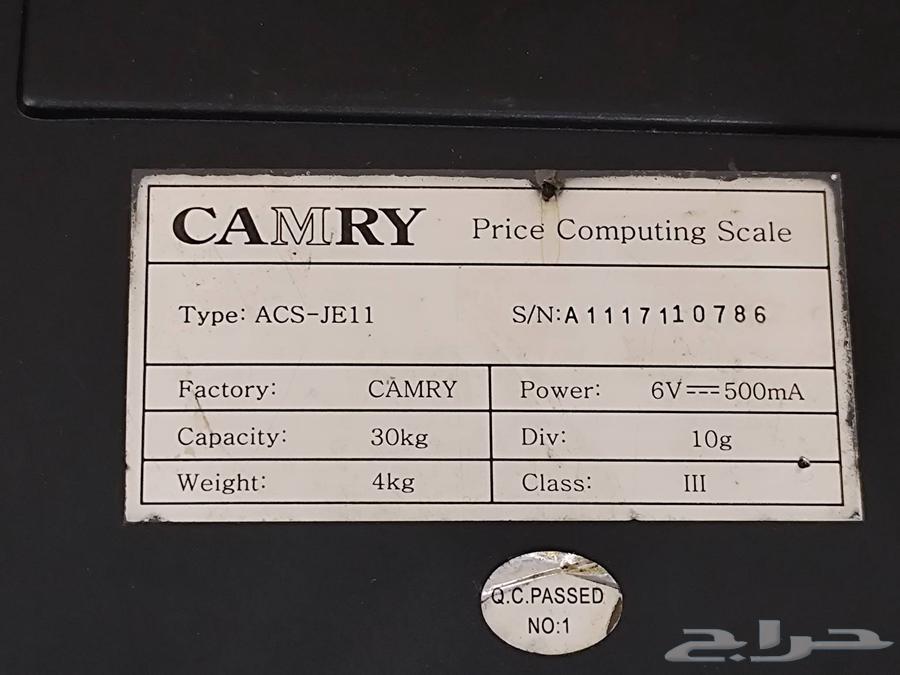 CAMRY Price Computing Scale
Type: ACS-JE11 S/N:A1117110786
Factory: CAMRY Power: 6V⎓500mA
Capacity: 30kg Div: 10g
Weight: 4kg Class: III
Q.C.PASSED
NO:1
حراج